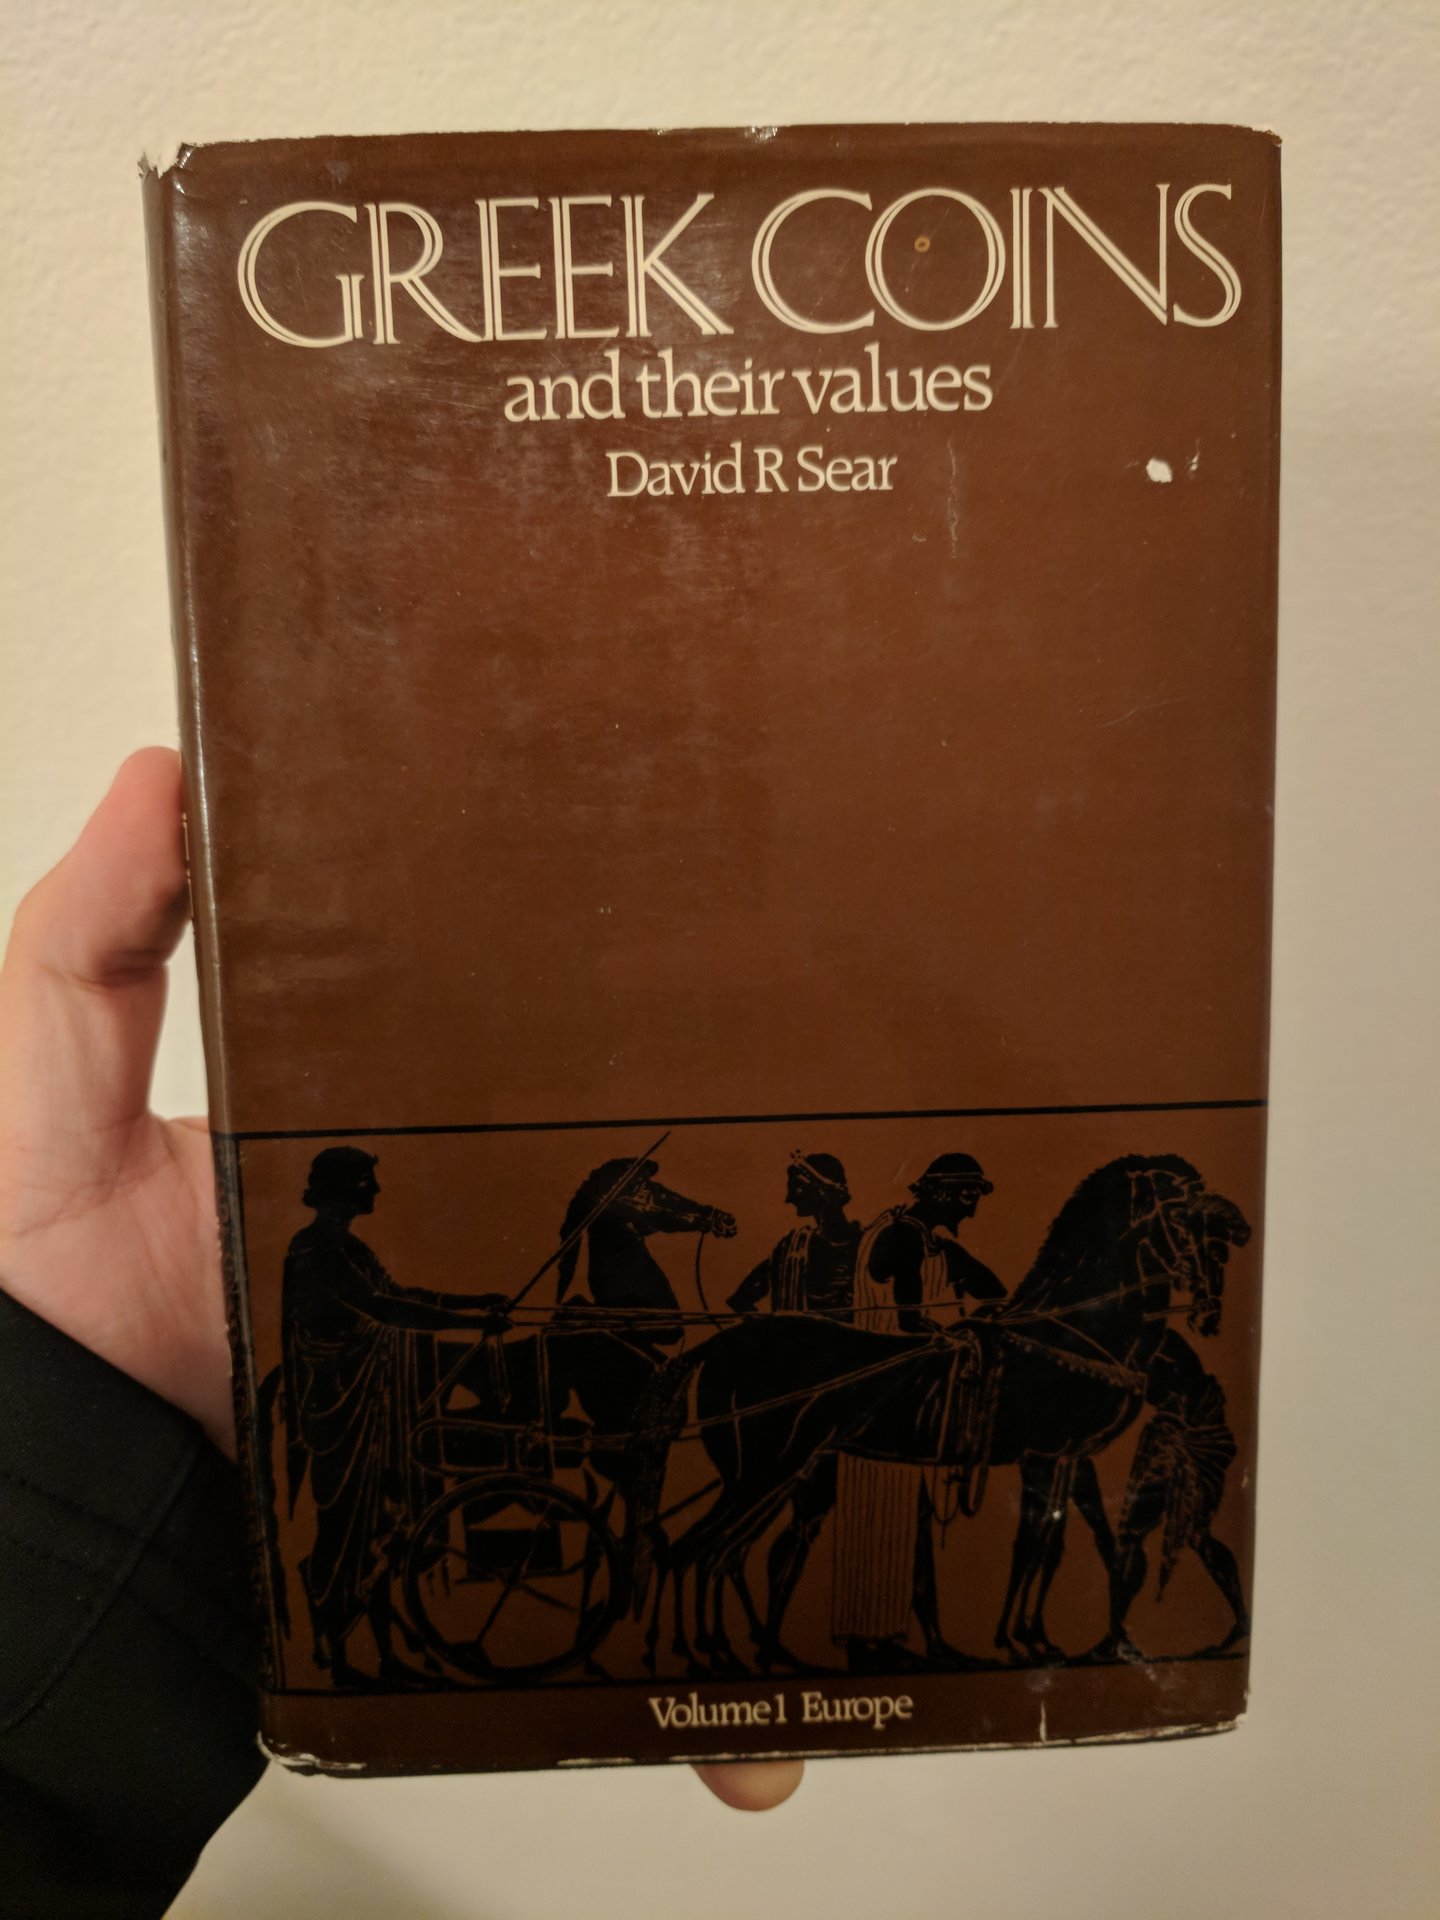 GREEK COINS
and their values
David R Sear
Volume 1 Europe